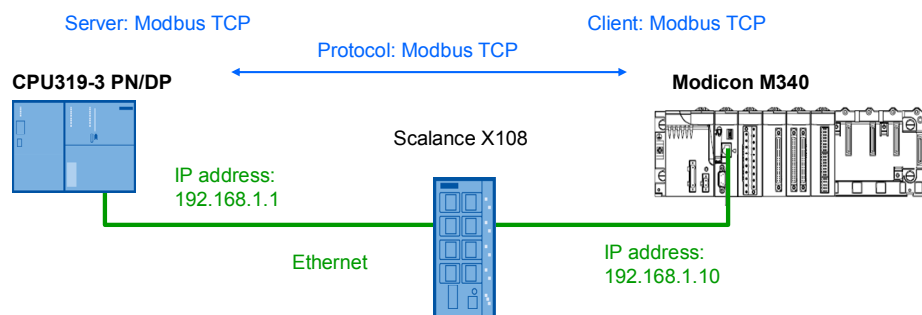 Server: Modbus TCP
Client: Modbus TCP
Protocol: Modbus TCP
CPU319-3 PN/DP
Modicon M340
Scalance X108
IP address:
192.168.1.1
Ethernet
IP address:
192.168.1.10